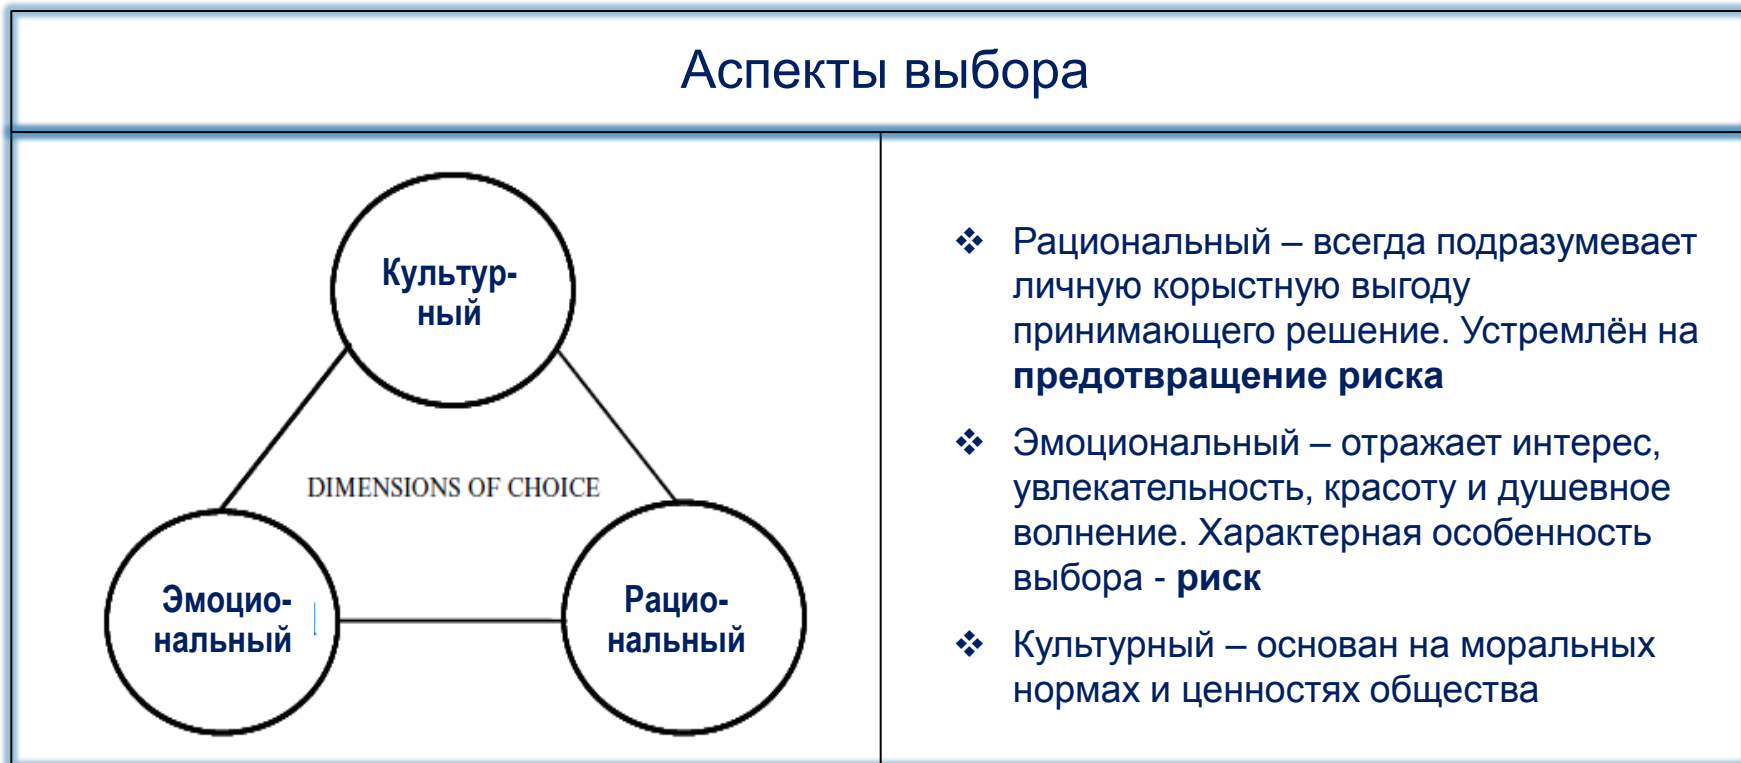 Аспекты выбора
Культур-
ный
DIMENSIONS OF CHOICE
Эмоцио-
нальный
Рацио-
нальный
❖ Рациональный – всегда подразумевает
личную корыстную выгоду
принимающего решение. Устремлён на
предотвращение риска
❖ Эмоциональный – отражает интерес,
увлекательность, красоту и душевное
волнение. Характерная особенность
выбора - риск
❖ Культурный – основан на моральных
нормах и ценностях общества